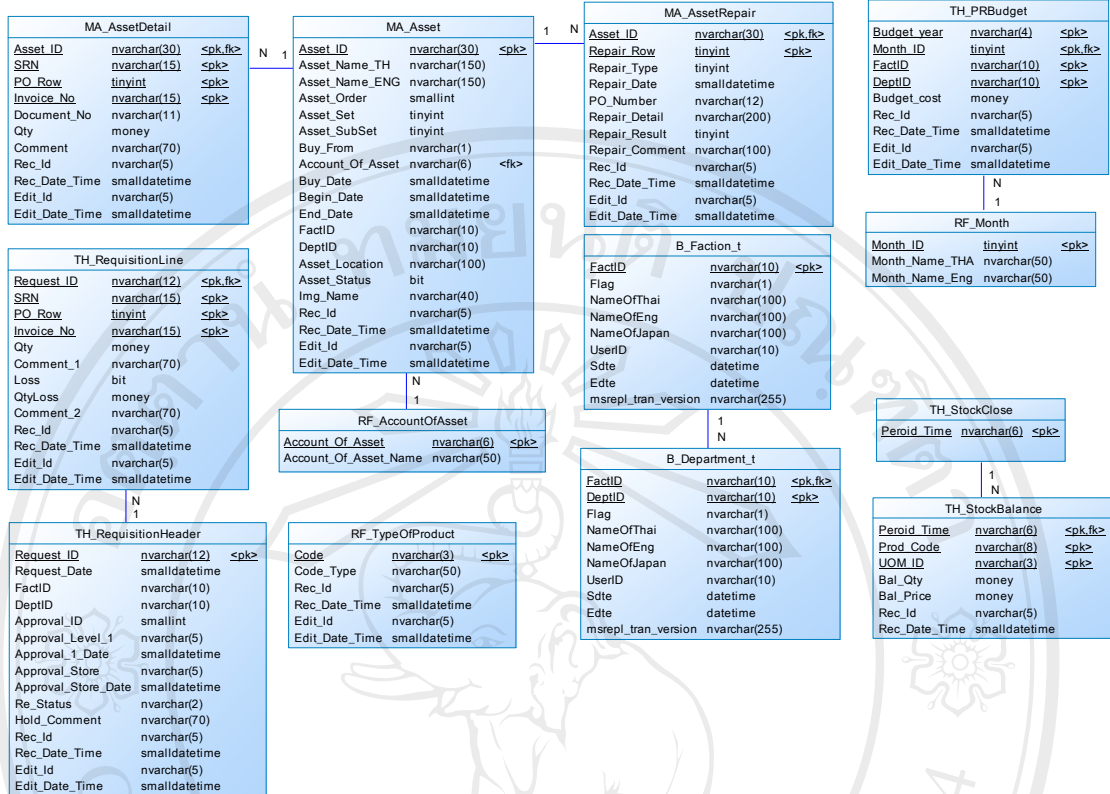 MA_AssetDetail
Asset_ID nvarchar(30) <pk,fk>
SRN nvarchar(15) <pk>
PO_Row tinyint <pk>
Invoice_No nvarchar(15) <pk>
Document_No nvarchar(11)
Qty money
Comment nvarchar(70)
Rec_Id nvarchar(5)
Rec_Date_Time smalldatetime
Edit_Id nvarchar(5)
Edit_Date_Time smalldatetime
N 1
MA_Asset
Asset_ID nvarchar(30) <pk>
Asset_Name_TH nvarchar(150)
Asset_Name_ENG nvarchar(150)
Asset_Order smallint
Asset_Set tinyint
Asset_SubSet tinyint
Buy_From nvarchar(1)
Account_Of_Asset nvarchar(6) <fk>
Buy_Date smalldatetime
Begin_Date smalldatetime
End_Date smalldatetime
FactID nvarchar(10)
DeptID nvarchar(10)
Asset_Location nvarchar(100)
Asset_Status bit
Img_Name nvarchar(40)
Rec_Id nvarchar(5)
Rec_Date_Time smalldatetime
Edit_Id nvarchar(5)
Edit_Date_Time smalldatetime
1 N
MA_AssetRepair
Asset_ID nvarchar(30) <pk,fk>
Repair_Row tinyint <pk>
Repair_Type tinyint
Repair_Date smalldatetime
PO_Number nvarchar(12)
Repair_Detail nvarchar(200)
Repair_Result tinyint
Repair_Comment nvarchar(100)
Rec_Id nvarchar(5)
Rec_Date_Time smalldatetime
Edit_Id nvarchar(5)
Edit_Date_Time smalldatetime
TH_PRBudget
Budget_year nvarchar(4) <pk>
Month_ID tinyint <pk,fk>
FactID nvarchar(10) <pk>
DeptID nvarchar(10) <pk>
Budget_cost money
Rec_Id nvarchar(5)
Rec_Date_Time smalldatetime
Edit_Id nvarchar(5)
Edit_Date_Time smalldatetime
N
1
RF_Month
Month_ID tinyint <pk>
Month_Name_THA nvarchar(50)
Month_Name_Eng nvarchar(50)
TH_RequisitionLine
Request_ID nvarchar(12) <pk,fk>
SRN nvarchar(15) <pk>
PO_Row tinyint <pk>
Invoice_No nvarchar(15) <pk>
Qty money
Comment_1 nvarchar(70)
Loss bit
QtyLoss money
Comment_2 nvarchar(70)
Rec_Id nvarchar(5)
Rec_Date_Time smalldatetime
Edit_Id nvarchar(5)
Edit_Date_Time smalldatetime
N
1
TH_RequisitionHeader
Request_ID nvarchar(12) <pk>
Request_Date smalldatetime
FactID nvarchar(10)
DeptID nvarchar(10)
Approval_ID smallint
Approval_Level_1 nvarchar(5)
Approval_1_Date smalldatetime
Approval_Store nvarchar(5)
Approval_Store_Date smalldatetime
Re_Status nvarchar(2)
Hold_Comment nvarchar(70)
Rec_Id nvarchar(5)
Rec_Date_Time smalldatetime
Edit_Id nvarchar(5)
Edit_Date_Time smalldatetime
N
1
RF_AccountOfAsset
Account_Of_Asset nvarchar(6) <pk>
Account_Of_Asset_Name nvarchar(50)
RF_TypeOfProduct
Code nvarchar(3) <pk>
Code_Type nvarchar(50)
Rec_Id nvarchar(5)
Rec_Date_Time smalldatetime
Edit_Id nvarchar(5)
Edit_Date_Time smalldatetime
B_Faction_t
FactID nvarchar(10) <pk>
Flag nvarchar(1)
NameOfThai nvarchar(100)
NameOfEng nvarchar(100)
NameOfJapan nvarchar(100)
UserID nvarchar(10)
Sdte datetime
Edte datetime
msrepl_tran_version nvarchar(255)
1
N
B_Department_t
FactID nvarchar(10) <pk,fk>
DeptID nvarchar(10) <pk>
Flag nvarchar(1)
NameOfThai nvarchar(100)
NameOfEng nvarchar(100)
NameOfJapan nvarchar(100)
UserID nvarchar(10)
Sdte datetime
Edte datetime
msrepl_tran_version nvarchar(255)
TH_StockClose
Peroid_Time nvarchar(6) <pk>
1
N
TH_StockBalance
Peroid_Time nvarchar(6) <pk,fk>
Prod_Code nvarchar(8) <pk>
UOM_ID nvarchar(3) <pk>
Bal_Qty money
Bal_Price money
Rec_Id nvarchar(5)
Rec_Date_Time smalldatetime